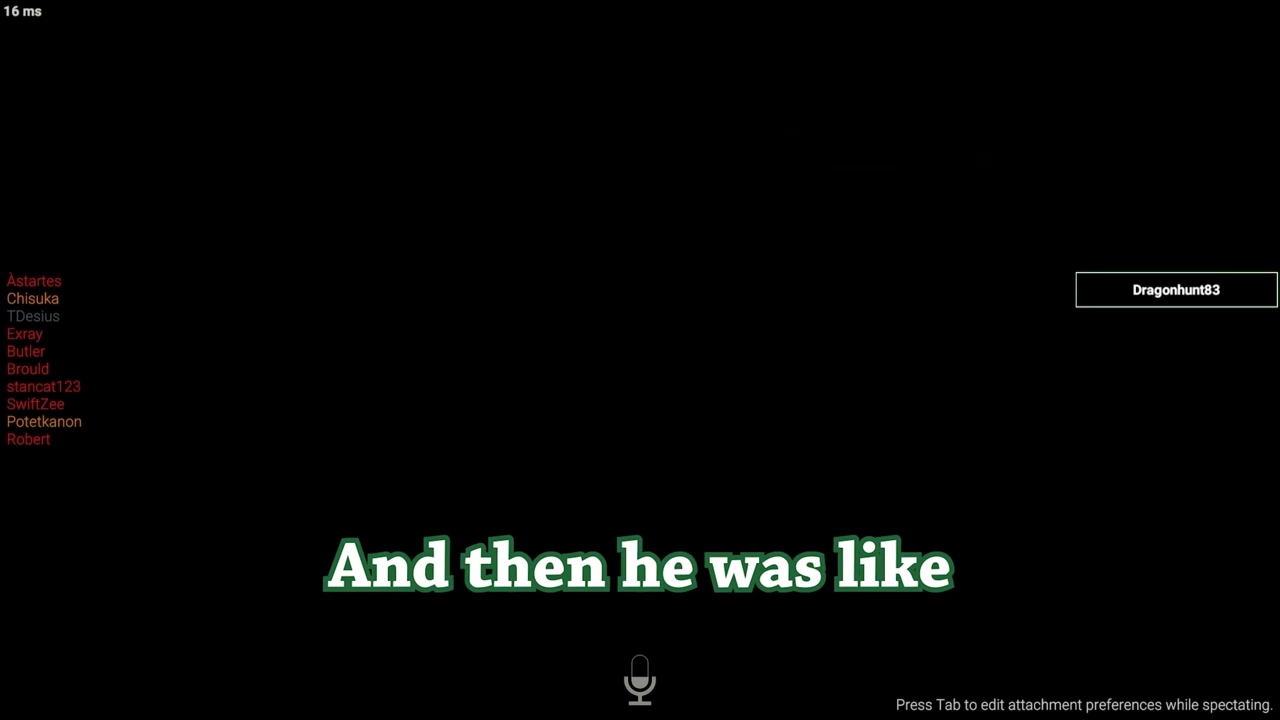 16 ms
Àstartes
Chisuka
TDesius
Exray
Butler
Brould
stancat123
SwiftZee
Potetkanon
Robert
Dragonhunt83
And then he was like
Press Tab to edit attachment preferences while spectating.